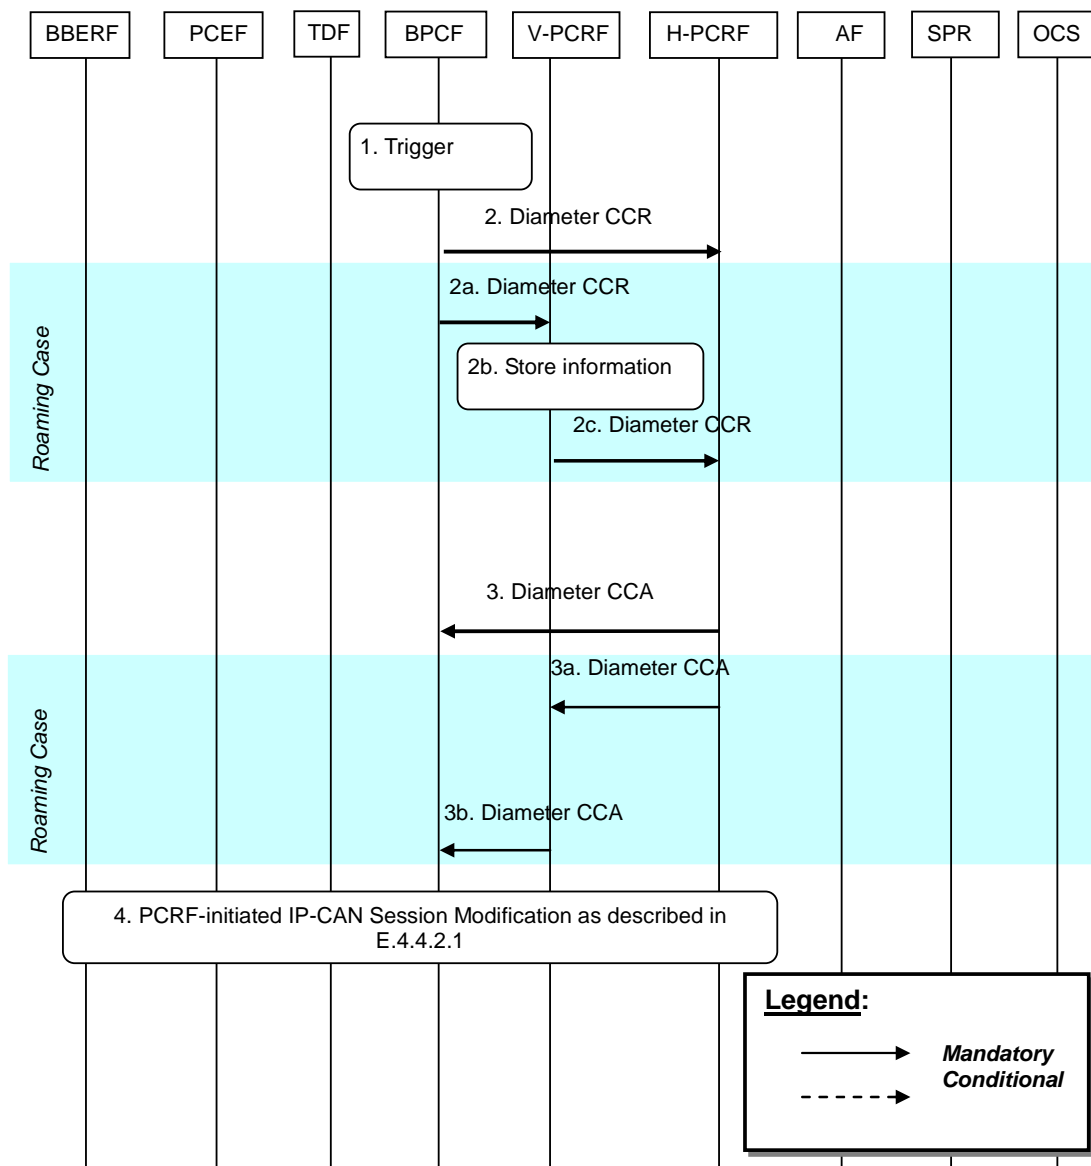 BBERF
PCEF
TDF
BPCF
V-PCRF
H-PCRF
AF
SPR
OCS
1. Trigger
2. Diameter CCR
Roaming Case
2a. Diameter CCR
2b. Store information
2c. Diameter CCR
3. Diameter CCA
Roaming Case
3a. Diameter CCA
3b. Diameter CCA
4. PCRF-initiated IP-CAN Session Modification as described in
E.4.4.2.1
Legend:
Mandatory
Conditional